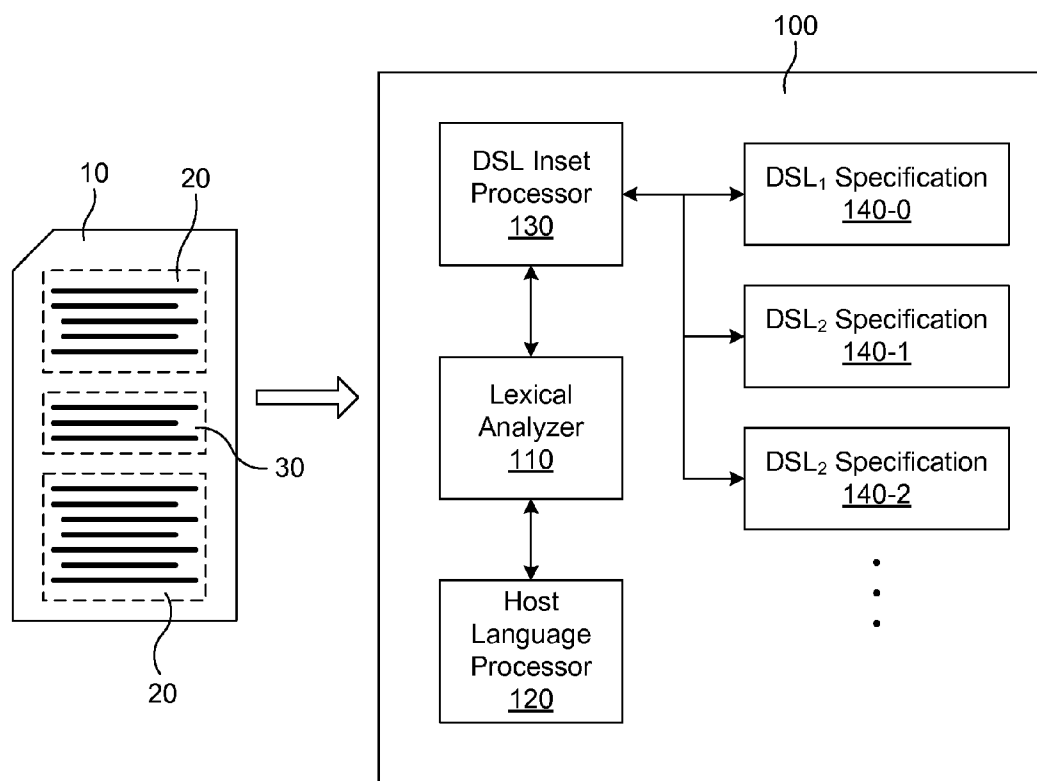 100
10
20
30
20
DSL Inset
Processor
130
Lexical
Analyzer
110
Host
Language
Processor
120
DSL₁ Specification
140-0
DSL₂ Specification
140-1
DSL₂ Specification
140-2